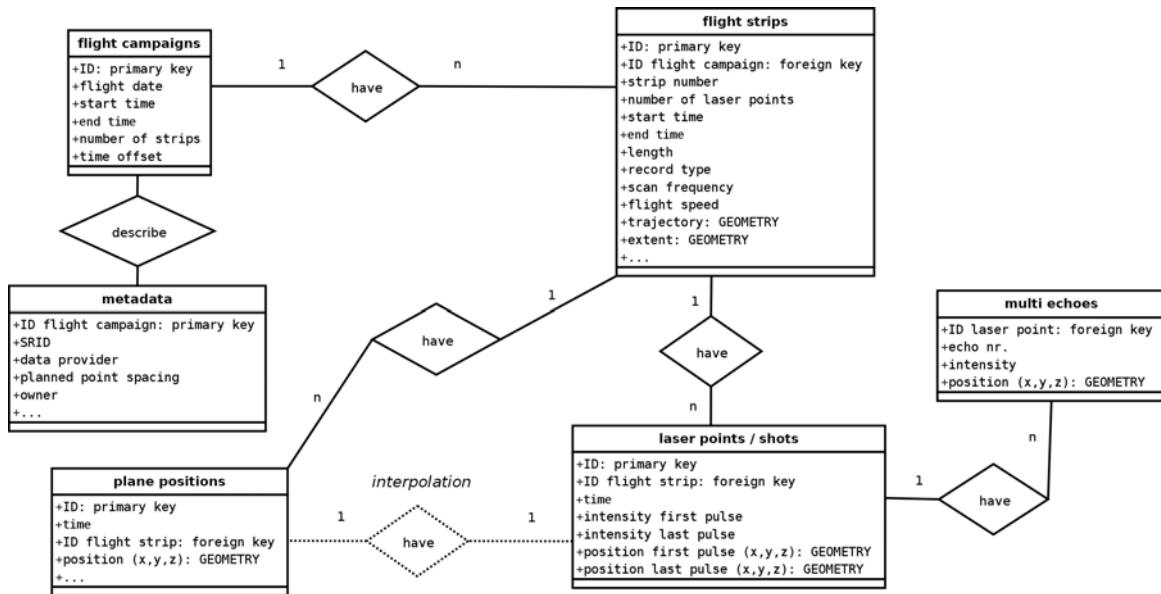 flight campaigns
+ID: primary key
+flight date
+start time
+end time
+number of strips
+time offset
1
have
n
flight strips
+ID: primary key
+ID flight campaign: foreign key
+strip number
+number of laser points
+start time
+end time
+length
+record type
+scan frequency
+flight speed
+trajectory: GEOMETRY
+extent: GEOMETRY
+...
describe
metadata
+ID flight campaign: primary key
+SRID
+data provider
+planned point spacing
+owner
+...
1
have
n
1
have
n
multi echoes
+ID laser point: foreign key
+echo nr.
+intensity
+position (x,y,z): GEOMETRY
n
have
1
plane positions
+ID: primary key
+time
+ID flight strip: foreign key
+position (x,y,z): GEOMETRY
+...
interpolation
1
have
1
laser points / shots
+ID: primary key
+ID flight strip: foreign key
+time
+intensity first pulse
+intensity last pulse
+position first pulse (x,y,z): GEOMETRY
+position last pulse (x,y,z): GEOMETRY